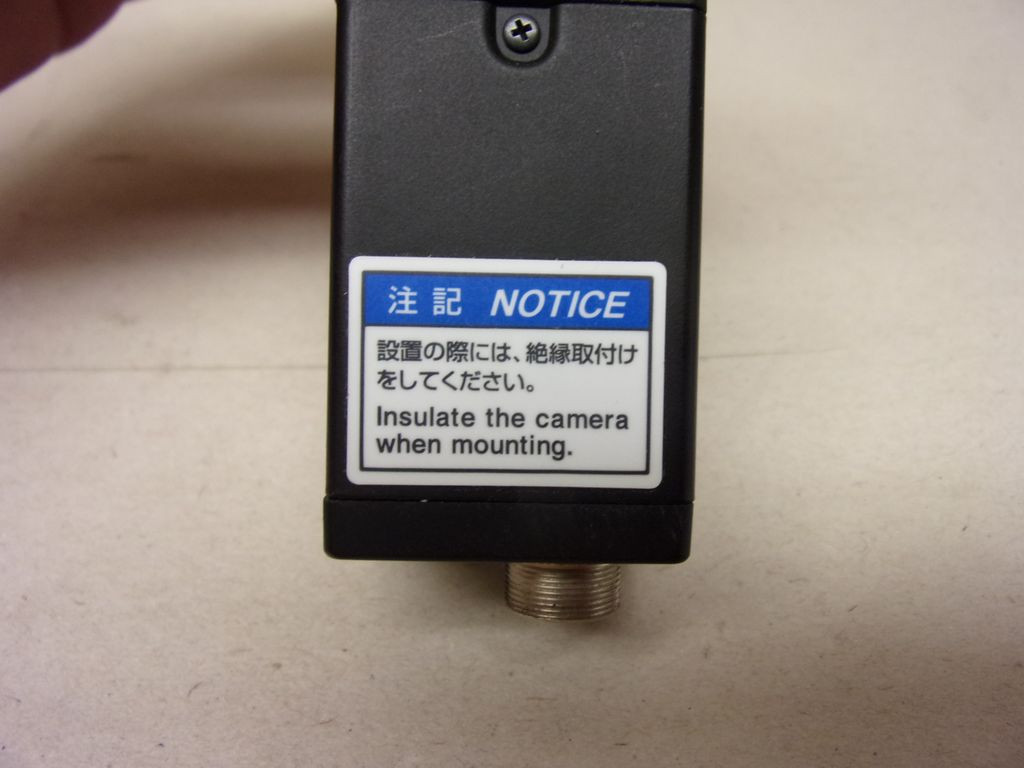 注記 NOTICE
設置の際には、絶縁取付け
をしてください。
Insulate the camera
when mounting.